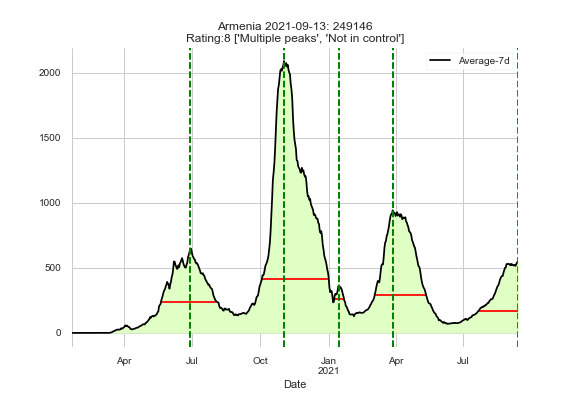 Armenia 2021-09-13: 249146
Rating:8 ['Multiple peaks', 'Not in control']
Average-7d
2000
1500
1000
500
0
Apr Jul Oct Jan Apr Jul
2021
Date